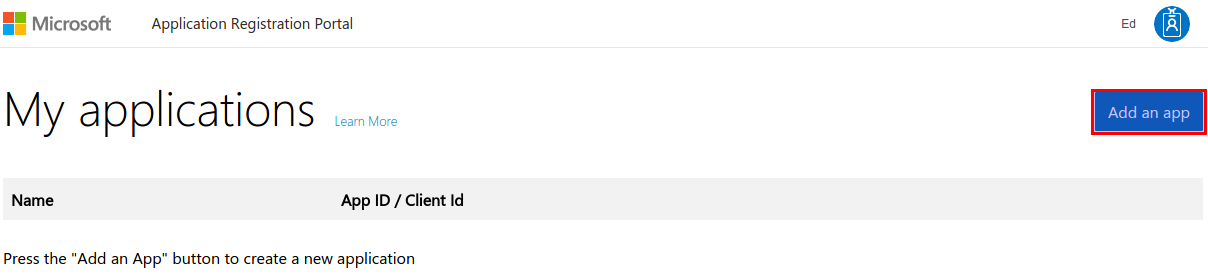 Microsoft Application Registration Portal Ed
My applications Learn More Add an app
Name App ID / Client Id
Press the "Add an App" button to create a new application